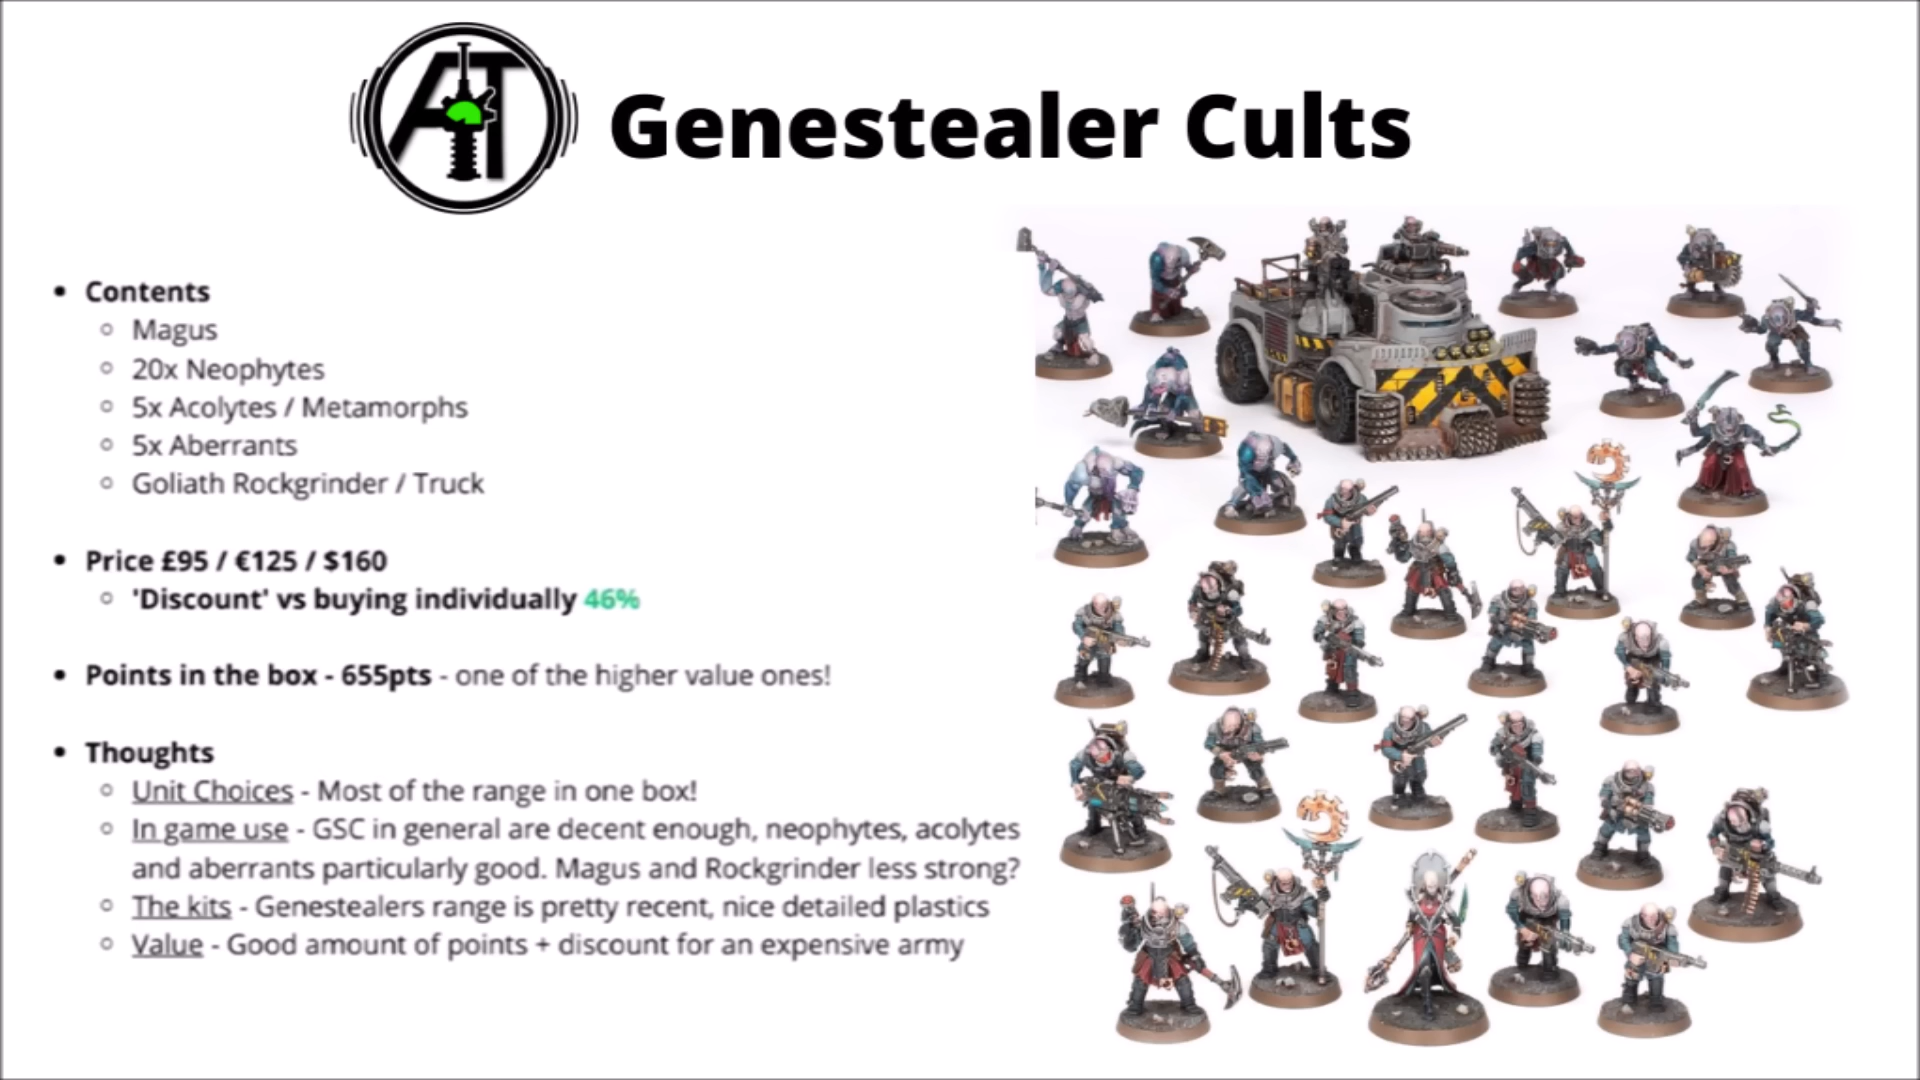 AT
Genestealer Cults
• Contents
○ Magus
○ 20x Neophytes
○ 5x Acolytes / Metamorphs
○ 5x Aberrants
○ Goliath Rockgrinder / Truck
• Price £95 / €125 / $160
○ 'Discount' vs buying individually 46%
• Points in the box - 655pts - one of the higher value ones!
• Thoughts
○ Unit Choices - Most of the range in one box!
○ In game use - GSC in general are decent enough, neophytes, acolytes
and aberrants particularly good. Magus and Rockgrinder less strong?
○ The kits - Genestealers range is pretty recent, nice detailed plastics
○ Value - Good amount of points + discount for an expensive army